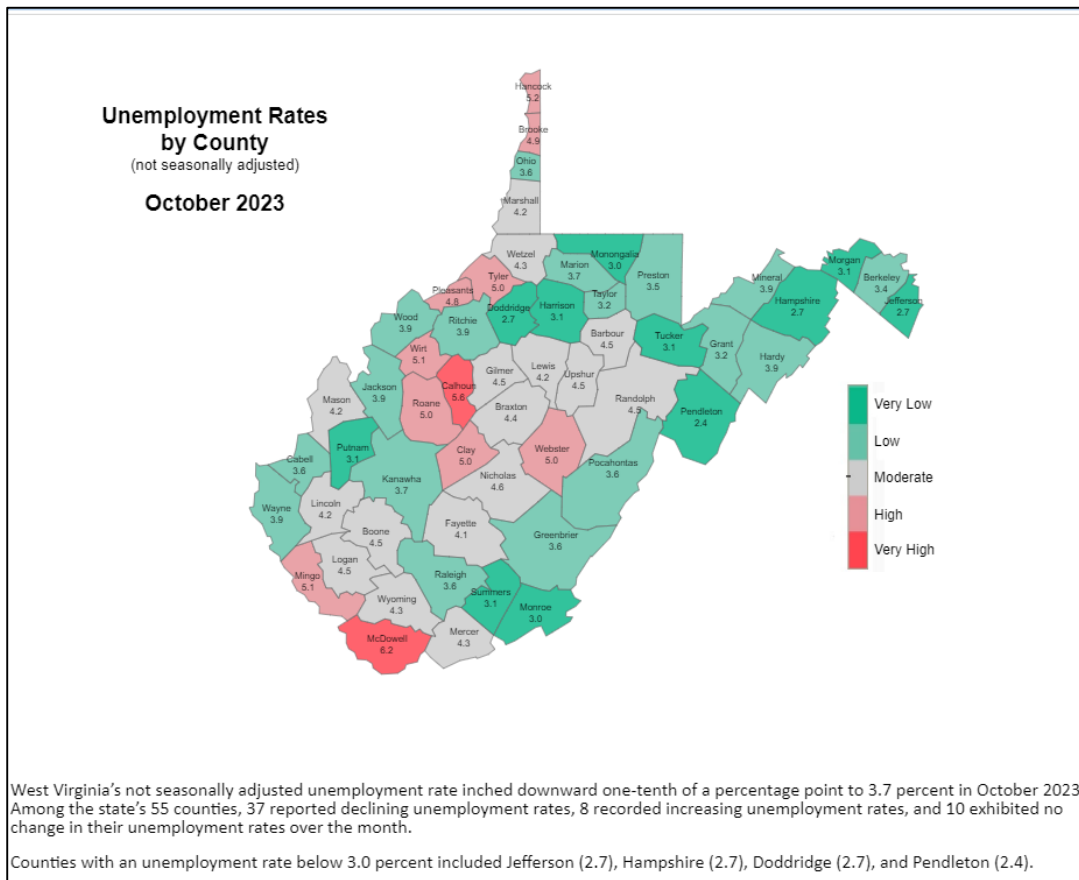 Unemployment Rates
by County
(not seasonally adjusted)
October 2023
Hancock
5.2
Brooke
4.9
Ohio
3.6
Marshall
4.2
Wetzel
4.3
Monongalia
3.0
Marion
3.7
Preston
3.5
Tyler
5.0
Pleasants
4.8
Doddridge
2.7
Harrison
3.1
Taylor
3.2
Mineral
3.9
Hampshire
2.7
Morgan
3.1
Berkeley
3.4
Jefferson
2.7
Wood
3.9
Ritchie
3.9
Barbour
4.5
Tucker
3.1
Grant
3.2
Hardy
3.9
Wirt
5.1
Calhoun
5.6
Gilmer
4.5
Lewis
4.2
Upshur
4.5
Randolph
4.5
Pendleton
2.4
Mason
4.2
Jackson
3.9
Roane
5.0
Braxton
4.4
Clay
5.0
Webster
5.0
Pocahontas
3.6
Putnam
3.1
Cabell
3.6
Kanawha
3.7
Nicholas
4.6
Wayne
3.9
Lincoln
4.2
Boone
4.5
Fayette
4.1
Greenbrier
3.6
Logan
4.5
Mingo
5.1
Raleigh
3.6
Summers
3.1
Monroe
3.0
Wyoming
4.3
McDowell
6.2
Mercer
4.3
Very Low
Low
Moderate
High
Very High
West Virginia's not seasonally adjusted unemployment rate inched downward one-tenth of a percentage point to 3.7 percent in October 2023
Among the state's 55 counties, 37 reported declining unemployment rates, 8 recorded increasing unemployment rates, and 10 exhibited no
change in their unemployment rates over the month.
Counties with an unemployment rate below 3.0 percent included Jefferson (2.7), Hampshire (2.7), Doddridge (2.7), and Pendleton (2.4).